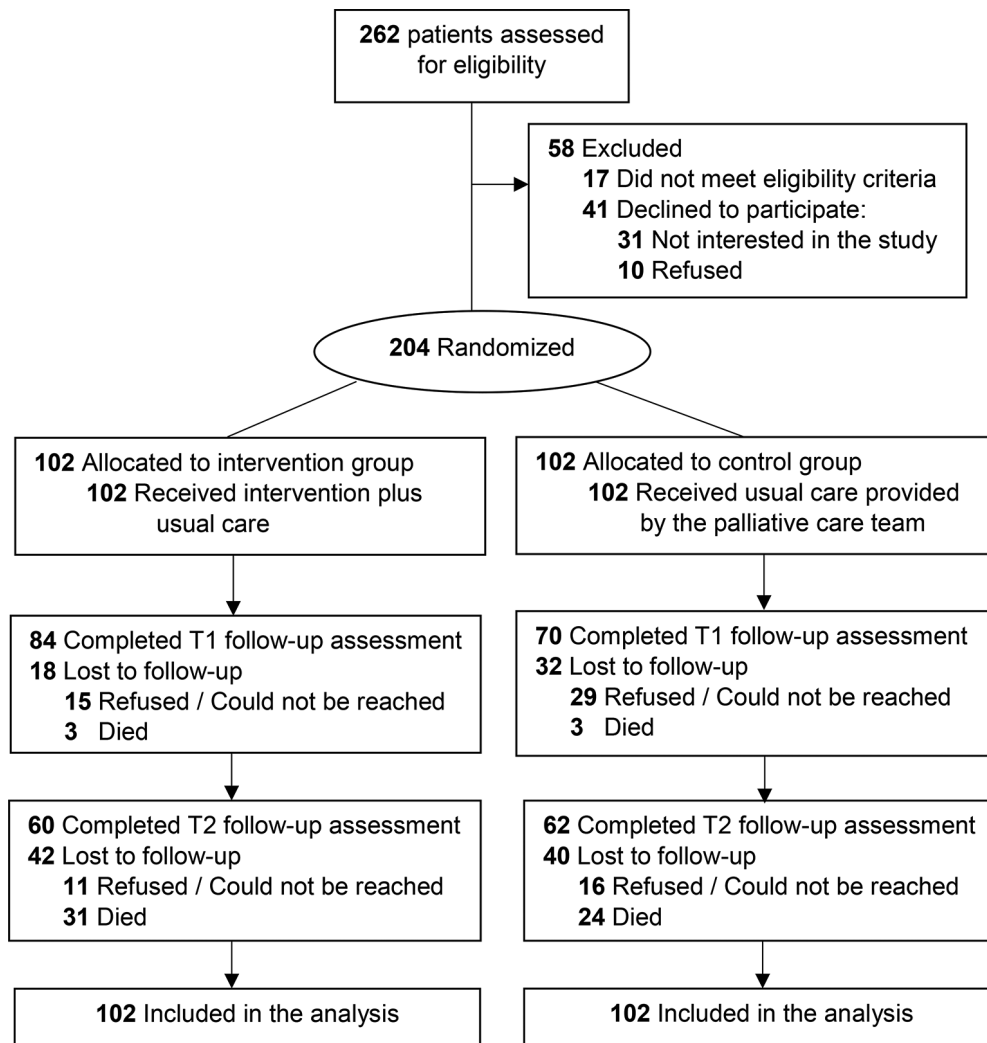 262 patients assessed
for eligibility
58 Excluded
17 Did not meet eligibility criteria
41 Declined to participate:
31 Not interested in the study
10 Refused
204 Randomized
102 Allocated to intervention group
102 Received intervention plus
usual care
102 Allocated to control group
102 Received usual care provided
by the palliative care team
84 Completed T1 follow-up assessment
18 Lost to follow-up
15 Refused / Could not be reached
3 Died
70 Completed T1 follow-up assessment
32 Lost to follow-up
29 Refused / Could not be reached
3 Died
60 Completed T2 follow-up assessment
42 Lost to follow-up
11 Refused / Could not be reached
31 Died
62 Completed T2 follow-up assessment
40 Lost to follow-up
16 Refused / Could not be reached
24 Died
102 Included in the analysis
102 Included in the analysis